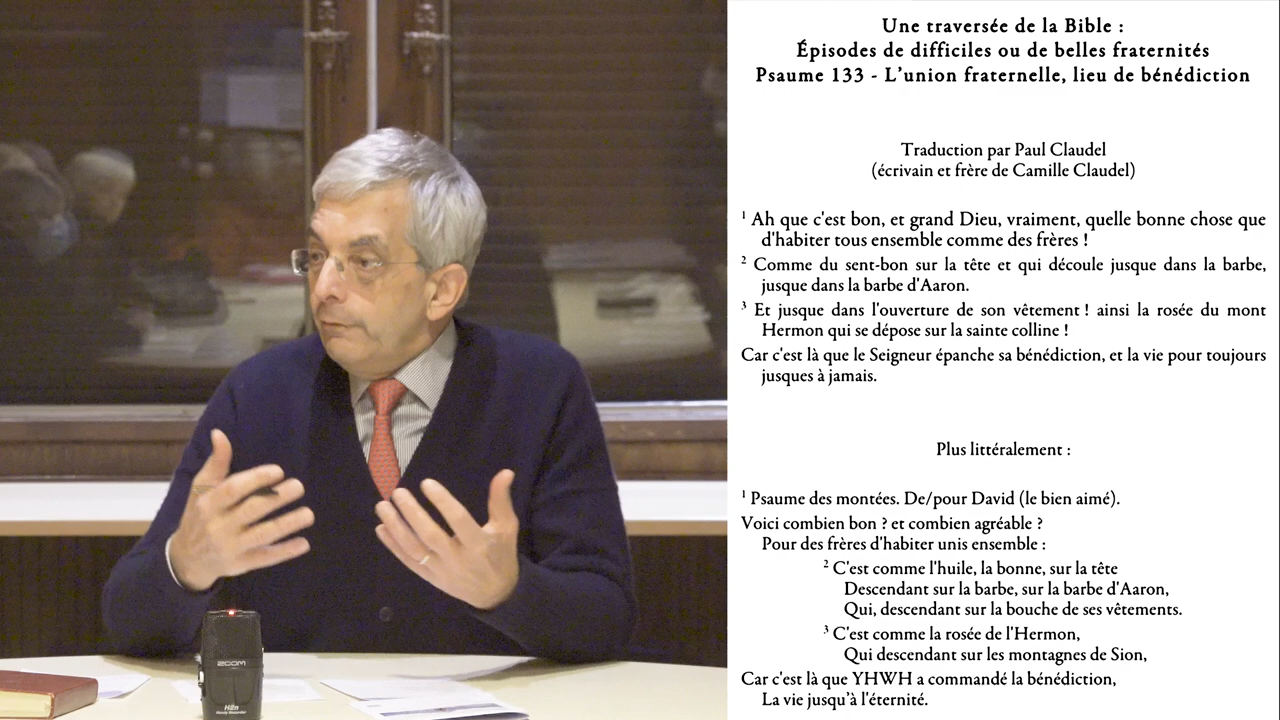 Une traversée de la Bible :
Épisodes de difficiles ou de belles fraternités
Psaume 133 - L’union fraternelle, lieu de bénédiction
Traduction par Paul Claudel
(écrivain et frère de Camille Claudel)
1 Ah que c'est bon, et grand Dieu, vraiment, quelle bonne chose que
d'habiter tous ensemble comme des frères !
2 Comme du sent-bon sur la tête et qui découle jusque dans la barbe,
jusque dans la barbe d'Aaron.
3 Et jusque dans l'ouverture de son vêtement ! ainsi la rosée du mont
Hermon qui se dépose sur la sainte colline !
Car c'est là que le Seigneur épanche sa bénédiction, et la vie pour toujours
jusques à jamais.
Plus littéralement :
1 Psaume des montées. De/pour David (le bien aimé).
Voici combien bon ? et combien agréable ?
Pour des frères d'habiter unis ensemble :
2 C'est comme l'huile, la bonne, sur la tête
Descendant sur la barbe, sur la barbe d'Aaron,
Qui, descendant sur la bouche de ses vêtements.
3 C'est comme la rosée de l'Hermon,
Qui descendant sur les montagnes de Sion,
Car c'est là que YHWH a commandé la bénédiction,
La vie jusqu’à l'éternité.
zoom
H2n
Handy Recorder